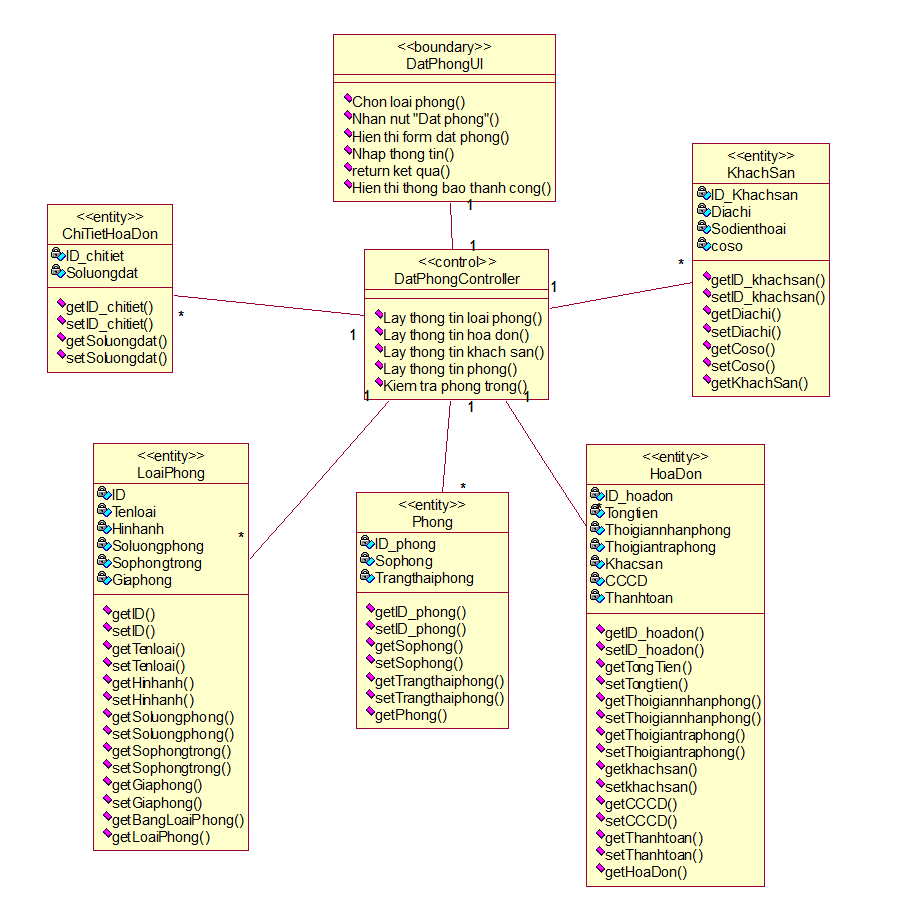 <<boundary>>
DatPhongUI
Chon loai phong()
Nhan nut "Dat phong"()
Hien thi form dat phong()
Nhap thong tin()
return ket qua()
Hien thi thong bao thanh cong()
1
<<entity>>
KhachSan
ID_Khachsan
Diachi
Sodienthoai
coso
getID_khachsan()
setID_khachsan()
getDiachi()
setDiachi()
getCoso()
setCoso()
getKhachSan()
*
<<entity>>
ChiTietHoaDon
ID_chitiet
Soluongdat
getID_chitiet()
setID_chitiet()
getSoluongdat()
setSoluongdat()
*
1
<<control>>
DatPhongController
Lay thong tin loai phong()
Lay thong tin hoa don()
Lay thong tin khach san()
Lay thong tin phong()
Kiem tra phong trong()
1
1
1
1
1
<<entity>>
LoaiPhong
ID
Tenloai
Hinhanh
Soluongphong
Sophongtrong
Giaphong
getID()
setID()
getTenloai()
setTenloai()
getHinhanh()
setHinhanh()
getSoluongphong()
setSoluongphong()
getSophongtrong()
setSophongtrong()
getGiaphong()
setGiaphong()
getBangLoaiPhong()
getLoaiPhong()
*
*
<<entity>>
Phong
ID_phong
Sophong
Trangthaiphong
getID_phong()
setID_phong()
getSophong()
setSophong()
getTrangthaiphong()
setTrangthaiphong()
getPhong()
<<entity>>
HoaDon
ID_hoadon
Tongtien
Thoigiannhanphong
Thoigiantraphong
Khacsan
CCCD
Thanhtoan
getID_hoadon()
setID_hoadon()
getTongTien()
setTongtien()
getThoigiannhanphong()
setThoigiannhanphong()
getThoigiantraphong()
setThoigiantraphong()
getkhachsan()
setkhachsan()
getCCCD()
setCCCD()
getThanhtoan()
setThanhtoan()
getHoaDon()
*